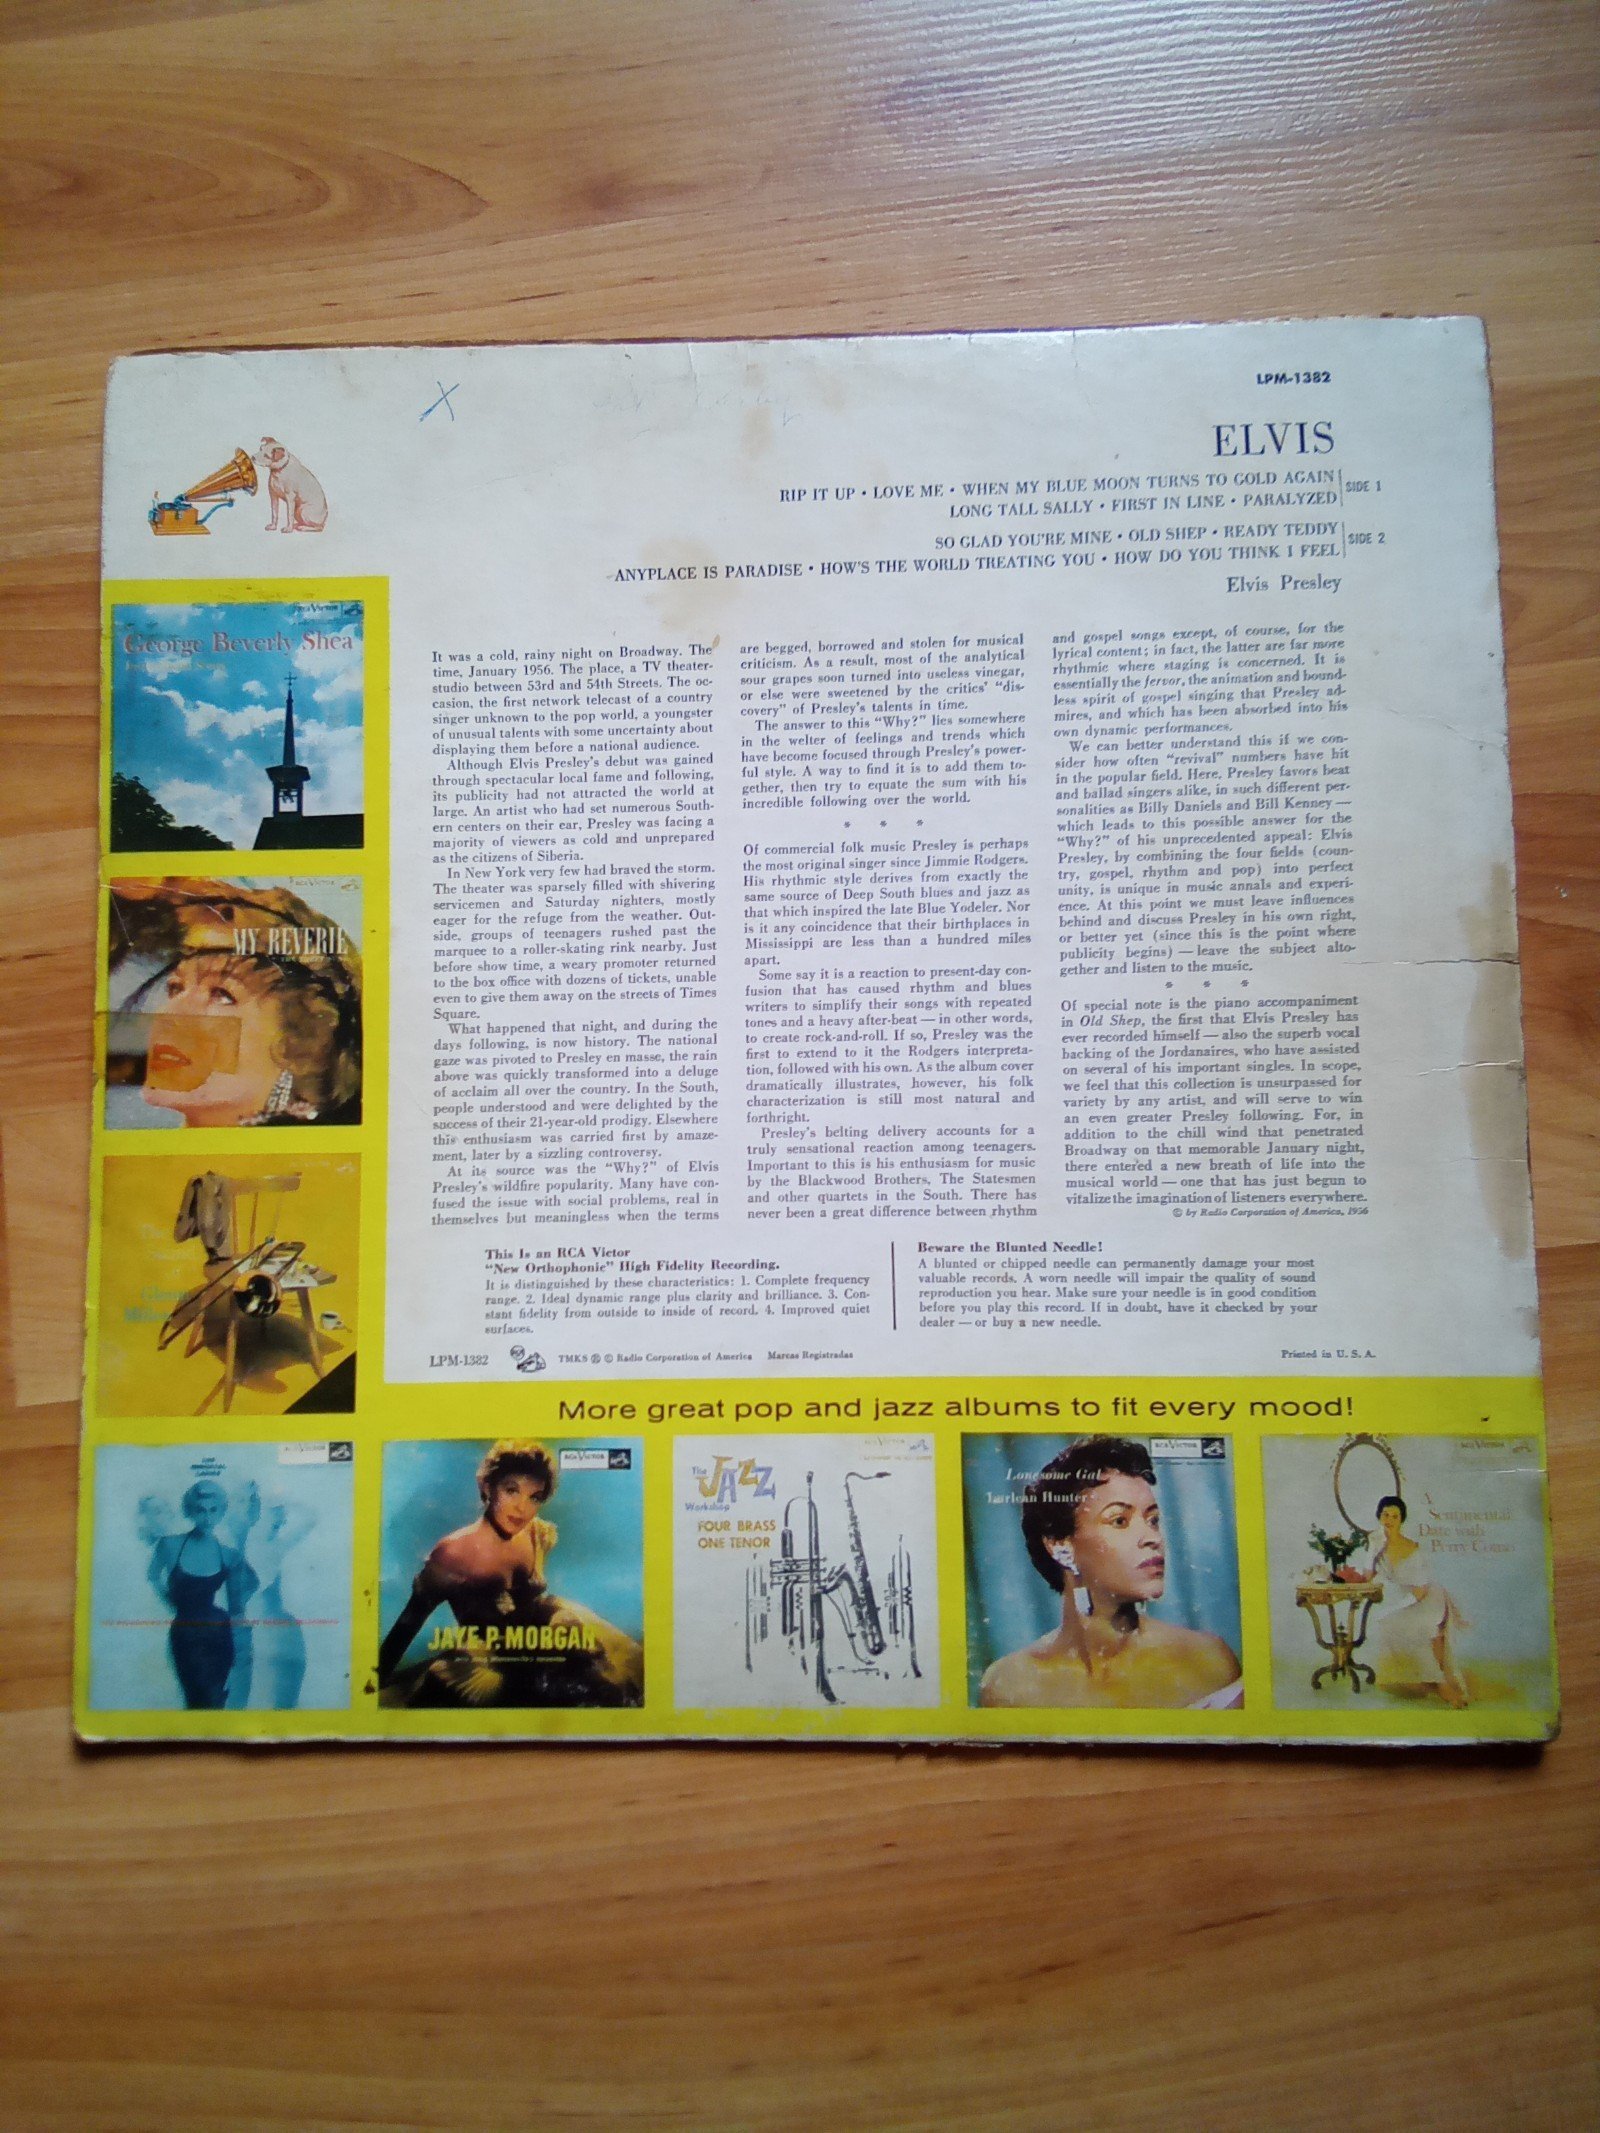 LPM-1382
ELVIS
RIP IT UP • LOVE ME • WHEN MY BLUE MOON TURNS TO GOLD AGAIN
LONG TALL SALLY • FIRST IN LINE • PARALYZED
SIDE 1
SO GLAD YOU'RE MINE • OLD SHEP • READY TEDDY
ANYPLACE IS PARADISE • HOW'S THE WORLD TREATING YOU • HOW DO YOU THINK I FEEL
SIDE 2
Elvis Presley
It was a cold, rainy night on Broadway. The
time, January 1956. The place, a TV theater-
studio between 53rd and 54th Streets. The oc-
casion, the first network telecast of a country
singer unknown to the pop world, a youngster
of unusual talents with some uncertainty about
displaying them before a national audience.
Although Elvis Presley's debut was gained
through spectacular local fame and following,
its publicity had not attracted the world at
large. An artist who had set numerous South-
ern centers on their ear, Presley was facing a
majority of viewers as cold and unprepared
as the citizens of Siberia.
In New York very few had braved the storm.
The theater was sparsely filled with shivering
servicemen and Saturday nighters, mostly
eager for the refuge from the weather. Out-
side, groups of teenagers rushed past the
marquee to a roller-skating rink nearby. Just
before show time, a weary promoter returned
to the box office with dozens of tickets, unable
even to give them away on the streets of Times
Square.
What happened that night, and during the
days following, is now history. The national
gaze was pivoted to Presley en masse, the rain
above was quickly transformed into a deluge
of acclaim all over the country. In the South,
people understood and were delighted by the
success of their 21-year-old prodigy. Elsewhere
this enthusiasm was carried first by amaze-
ment, later by a sizzling controversy.
At its source was the "Why?" of Elvis
Presley's wildfire popularity. Many have con-
fused the issue with social problems, real in
themselves but meaningless when the terms
are begged, borrowed and stolen for musical
criticism. As a result, most of the analytical
sour grapes soon turned into useless vinegar,
or else were sweetened by the critics' "dis-
covery" of Presley's talents in time.
The answer to this "Why?" lies somewhere
in the welter of feelings and trends which
have become focused through Presley's power-
ful style. A way to find it is to add them to-
gether, then try to equate the sum with his
incredible following over the world.
* * *
Of commercial folk music Presley is perhaps
the most original singer since Jimmie Rodgers.
His rhythmic style derives from exactly the
same source of Deep South blues and jazz as
that which inspired the late Blue Yodeler. Nor
is it any coincidence that their birthplaces in
Mississippi are less than a hundred miles
apart.
Some say it is a reaction to present-day con-
fusion that has caused rhythm and blues
writers to simplify their songs with repeated
tones and a heavy after-beat — in other words,
to create rock-and-roll. If so, Presley was the
first to extend to it the Rodgers interpreta-
tion, followed with his own. As the album cover
dramatically illustrates, however, his folk
characterization is still most natural and
forthright.
Presley's belting delivery accounts for a
truly sensational reaction among teenagers.
Important to this is his enthusiasm for music
by the Blackwood Brothers, The Statesmen
and other quartets in the South. There has
never been a great difference between rhythm
and gospel songs except, of course, for the
lyrical content; in fact, the latter are far more
rhythmic where staging is concerned. It is
essentially the fervor, the animation and bound-
less spirit of gospel singing that Presley ad-
mires, and which has been absorbed into his
own dynamic performances.
We can better understand this if we con-
sider how often "revival" numbers have hit
in the popular field. Here, Presley favors beat
and ballad singers alike, in such different per-
sonalities as Billy Daniels and Bill Kenney —
which leads to this possible answer for the
"Why?" of his unprecedented appeal: Elvis
Presley, by combining the four fields (coun-
try, gospel, rhythm and pop) into perfect
unity, is unique in music annals and experi-
ence. At this point we must leave influences
behind and discuss Presley in his own right,
or better yet (since this is the point where
publicity begins) — leave the subject alto-
gether and listen to the music.
* * *
Of special note is the piano accompaniment
in Old Shep, the first that Elvis Presley has
ever recorded himself — also the superb vocal
backing of the Jordanaires, who have assisted
on several of his important singles. In scope,
we feel that this collection is unsurpassed for
variety by any artist, and will serve to win
an even greater Presley following. For, in
addition to the chill wind that penetrated
Broadway on that memorable January night,
there entered a new breath of life into the
musical world — one that has just begun to
vitalize the imagination of listeners everywhere.
© by Radio Corporation of America, 1956
This Is an RCA Victor
"New Orthophonic" High Fidelity Recording.
It is distinguished by these characteristics: 1. Complete frequency
range. 2. Ideal dynamic range plus clarity and brilliance. 3. Con-
stant fidelity from outside to inside of record. 4. Improved quiet
surfaces.
Beware the Blunted Needle!
A blunted or chipped needle can permanently damage your most
valuable records. A worn needle will impair the quality of sound
reproduction you hear. Make sure your needle is in good condition
before you play this record. If in doubt, have it checked by your
dealer — or buy a new needle.
LPM-1382
TMKS ® © Radio Corporation of America Marcas Registradas
Printed in U. S. A.
More great pop and jazz albums to fit every mood!
RCA VICTOR
George Beverly Shea
RCA VICTOR
MY REVERIE
Glenn
Miller
RCA VICTOR
RCA VICTOR
JAYE P. MORGAN
RCA VICTOR
The JAZZ
Workshop
FOUR BRASS
ONE TENOR
RCA VICTOR
Lonesome Gal
Lurlean Hunter
RCA VICTOR
A
Sentimental
Date with
Perry Como